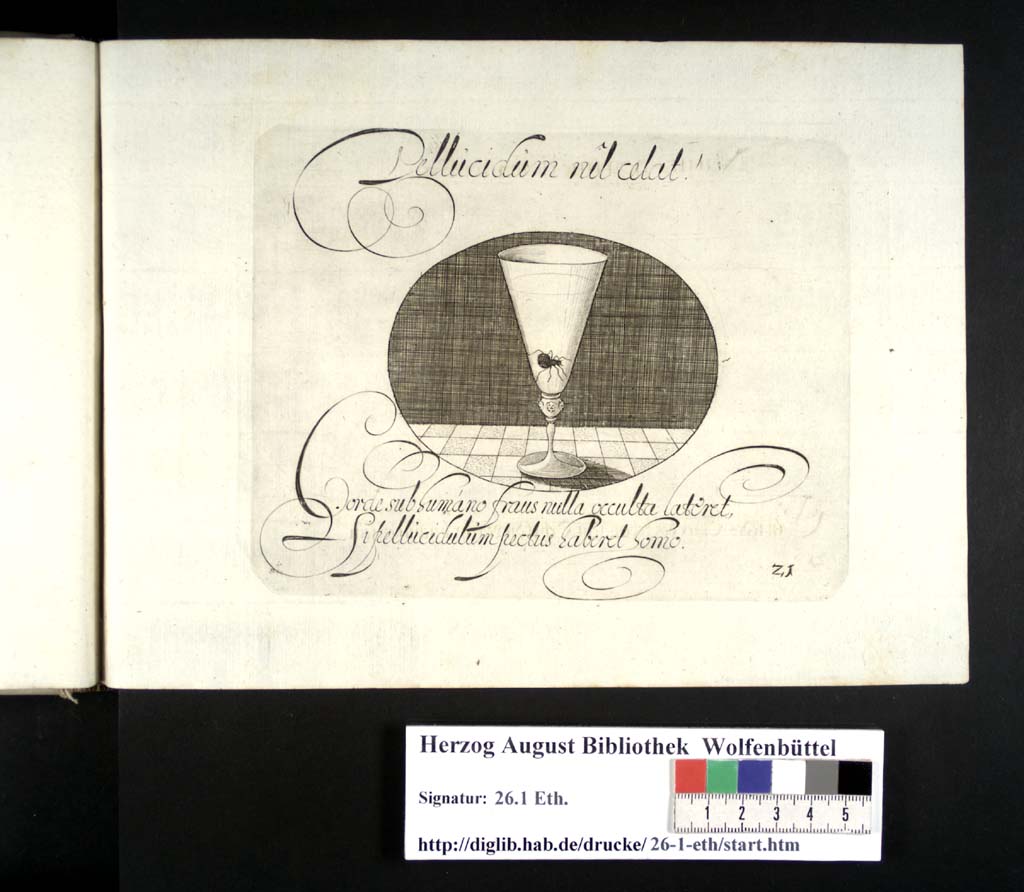 Pellucidum nil celat!
Corde sub humano fraus nulla occulta lateret,
Si pellucidulum pectus haberet homo.
21
Herzog August Bibliothek Wolfenbüttel
Signatur: 26.1 Eth.
1 2 3 4 5
http://diglib.hab.de/drucke/ 26-1-eth/start.htm